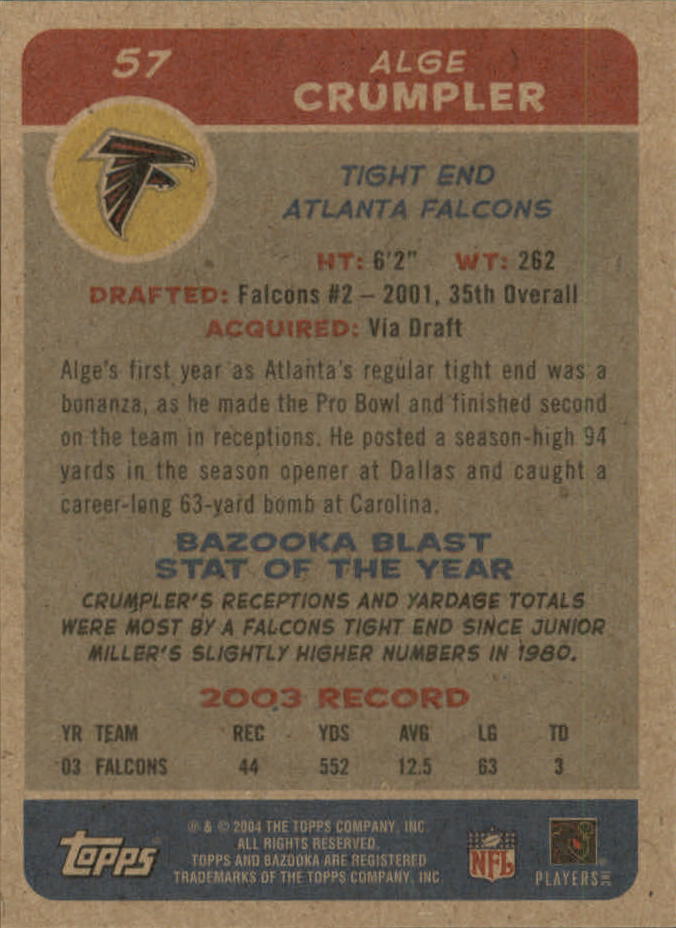 57
ALGE
CRUMPLER
TIGHT END
ATLANTA FALCONS
HT: 6'2" WT: 262
DRAFTED: Falcons #2 – 2001, 35th Overall
ACQUIRED: Via Draft
Alge's first year as Atlanta's regular tight end was a
bonanza, as he made the Pro Bowl and finished second
on the team in receptions. He posted a season-high 94
yards in the season opener at Dallas and caught a
career-long 63-yard bomb at Carolina.
BAZOOKA BLAST
STAT OF THE YEAR
CRUMPLER'S RECEPTIONS AND YARDAGE TOTALS
WERE MOST BY A FALCONS TIGHT END SINCE JUNIOR
MILLER'S SLIGHTLY HIGHER NUMBERS IN 1980.
2003 RECORD
YR TEAM REC YDS AVG LG TD
03 FALCONS 44 552 12.5 63 3
topps
® & © 2004 THE TOPPS COMPANY, INC
ALL RIGHTS RESERVED.
TOPPS AND BAZOOKA ARE REGISTERED
TRADEMARKS OF THE TOPPS COMPANY, INC
NFL
PLAYERS INC